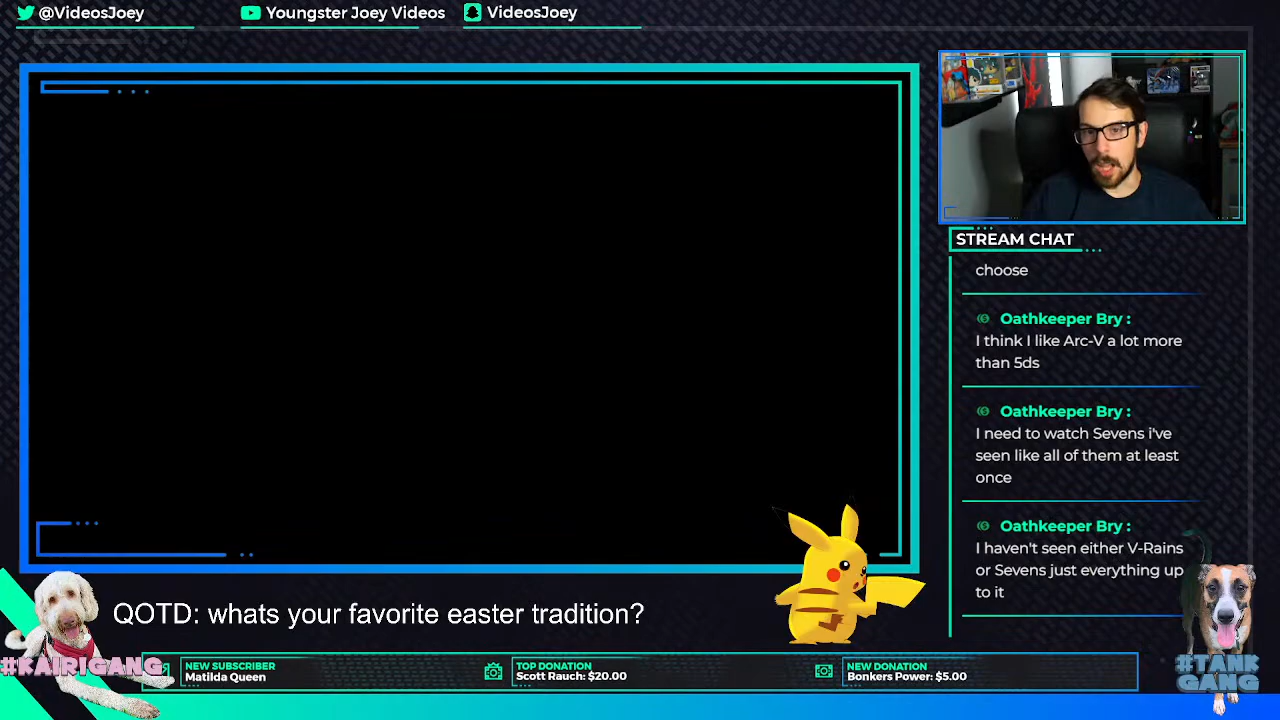 @VideosJoey
Youngster Joey Videos
VideosJoey
STREAM CHAT
choose
Oathkeeper Bry :
I think I like Arc-V a lot more
than 5ds
Oathkeeper Bry :
I need to watch Sevens i've
seen like all of them at least
once
Oathkeeper Bry :
I haven't seen either V-Rains
or Sevens just everything up
to it
QOTD: whats your favorite easter tradition?
#KAIRIGANG
#TANK
GANG
NEW SUBSCRIBER
Matilda Queen
TOP DONATION
Scott Rauch: $20.00
NEW DONATION
Bonkers Power: $5.00